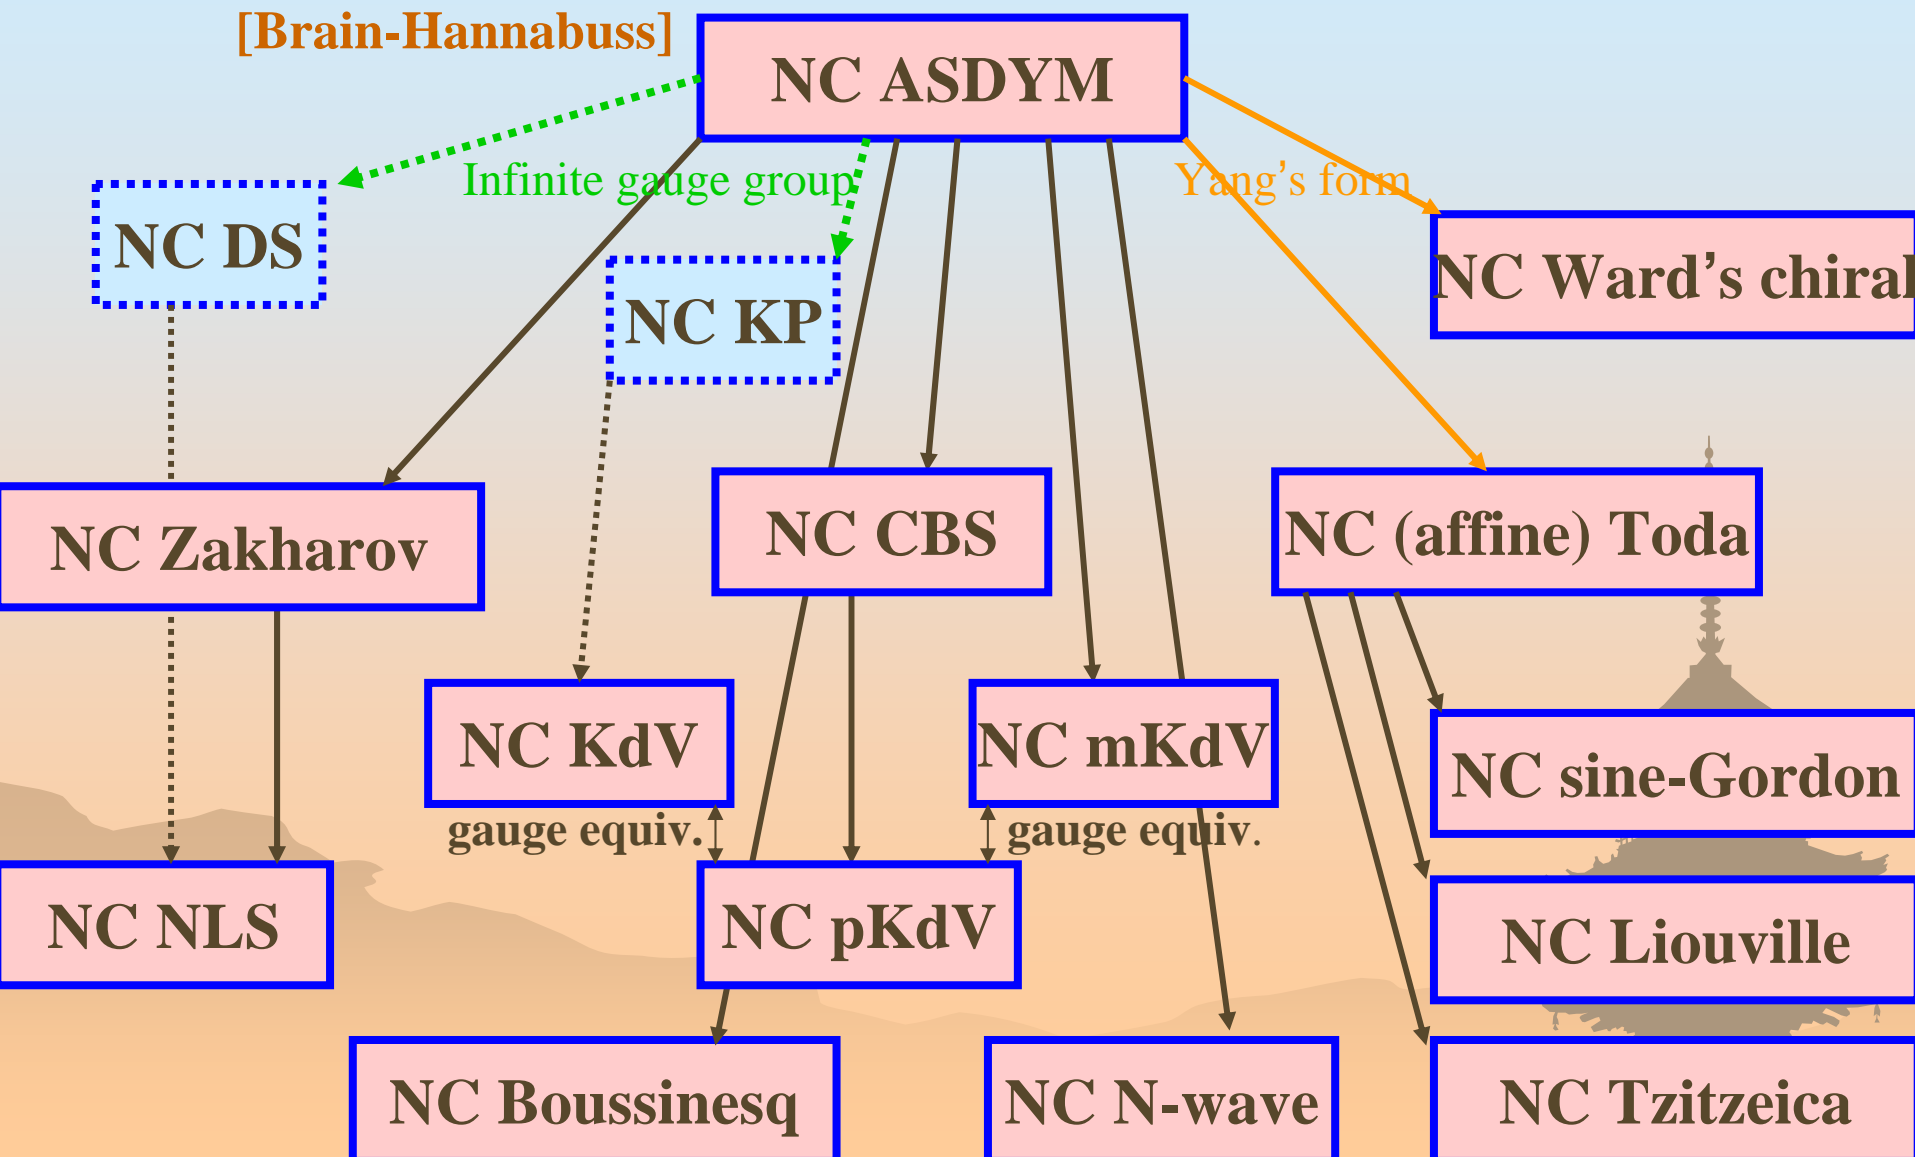 [Brain-Hannabuss]
NC ASDYM
Infinite gauge group
Yang’s form
NC DS
NC KP
NC Ward’s chiral
NC Zakharov
NC CBS
NC (affine) Toda
NC KdV
NC mKdV
NC sine-Gordon
gauge equiv.
gauge equiv.
NC NLS
NC pKdV
NC Liouville
NC Boussinesq
NC N-wave
NC Tzitzeica